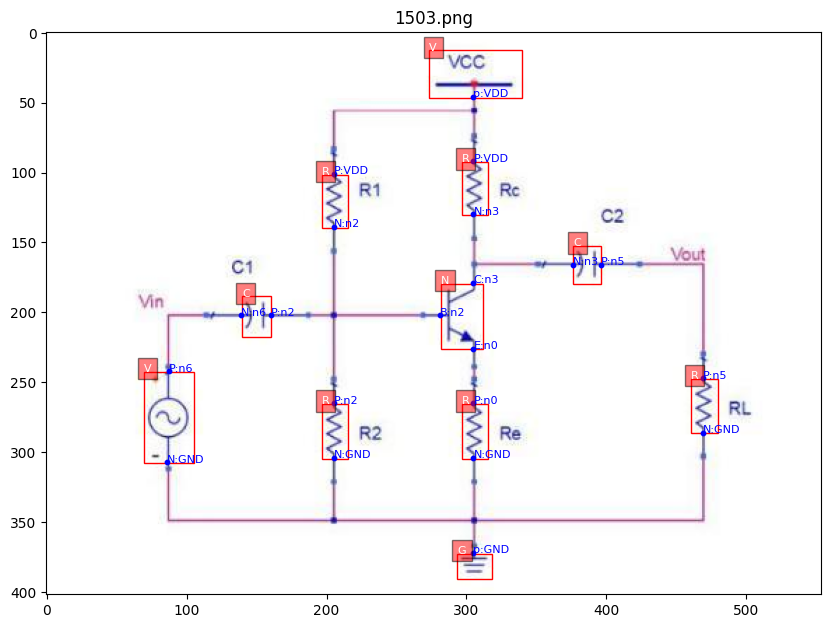 1503.png
0
50
100
150
200
250
300
350
400
0
100
200
300
400
500
V
VCC
p:VDD
R
P:VDD
R1
N:n2
R
P:VDD
Rc
N:n3
C2
C
N:n3
P:n5
Vout
C1
C
N:n6
P:n2
Vin
N
C:n3
B:n2
E:n0
V
P:n6
N:GND
-
R
P:n2
R2
N:GND
R
P:n0
Re
N:GND
R
P:n5
RL
N:GND
G
p:GND